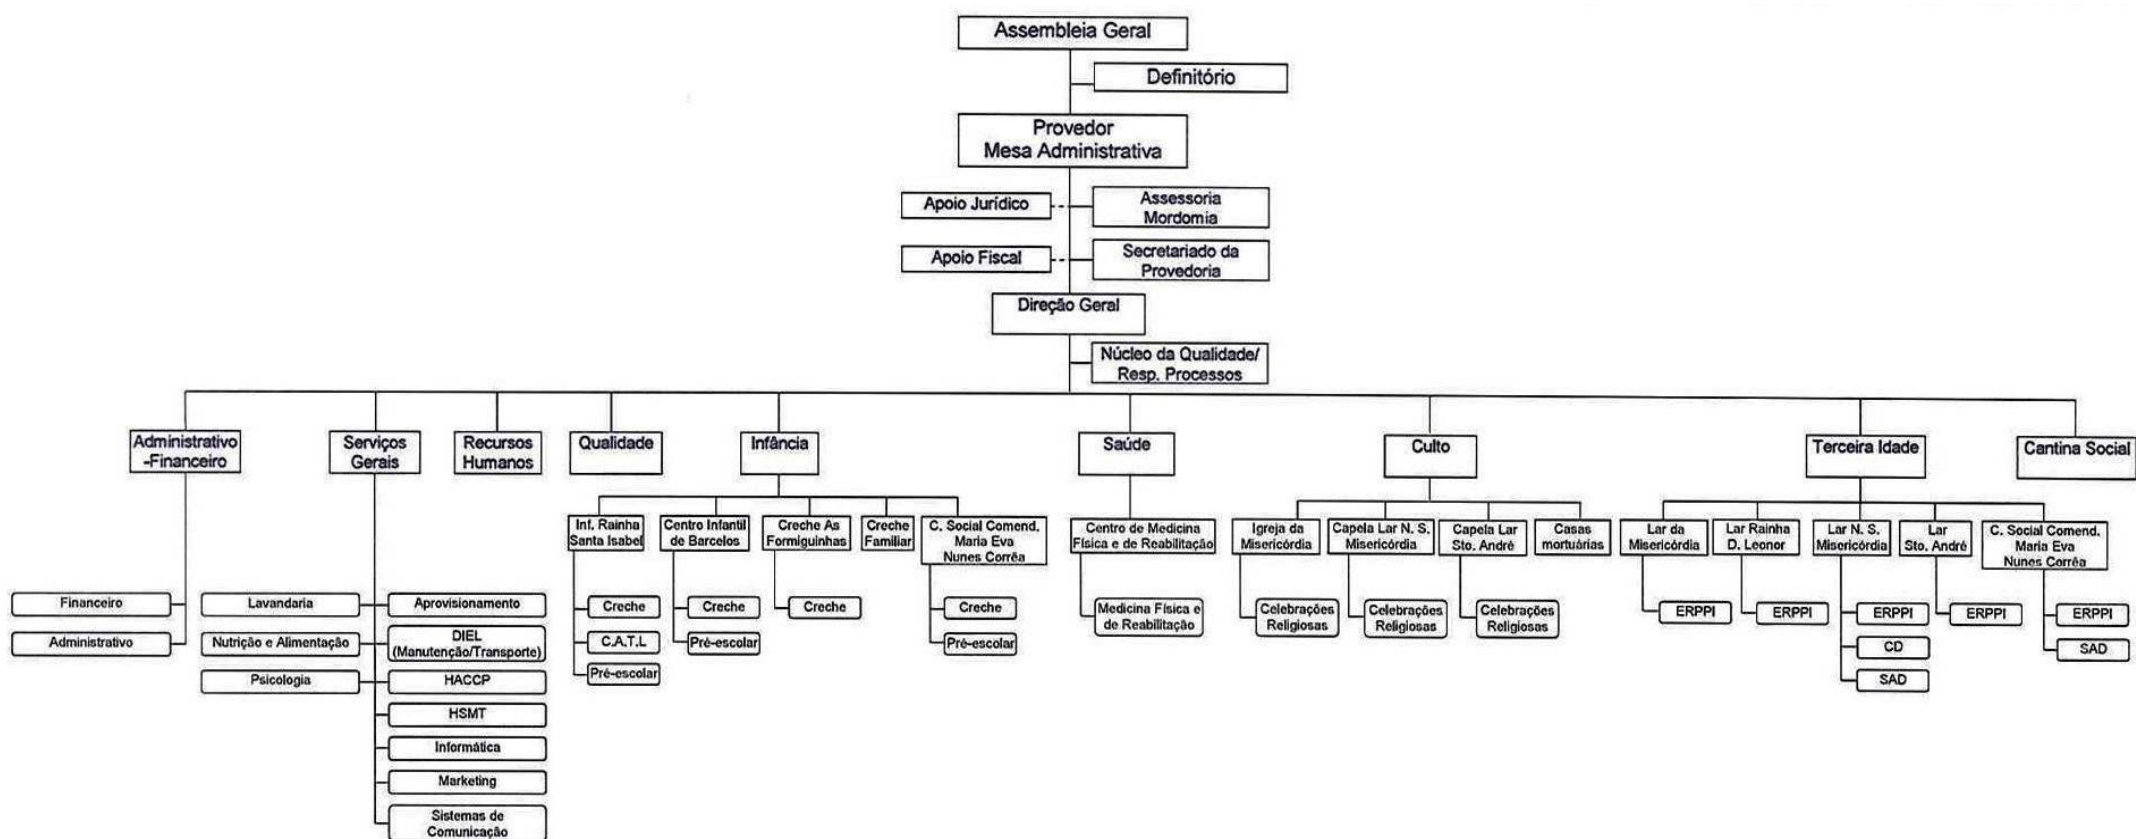 Assembleia Geral
Definitório
Provedor
Mesa Administrativa
Apoio Jurídico
Assessoria
Mordomia
Apoio Fiscal
Secretariado da
Provedoria
Direção Geral
Núcleo da Qualidade/
Resp. Processos
Administrativo
-Financeiro
Serviços
Gerais
Recursos
Humanos
Qualidade
Infância
Saúde
Culto
Terceira Idade
Cantina Social
Inf. Rainha
Santa Isabel
Centro Infantil
de Barcelos
Creche As
Formiguinhas
Creche
Familiar
C. Social Comend.
Maria Eva
Nunes Corrêa
Centro de Medicina
Física e de Reabilitação
Igreja da
Misericórdia
Capela Lar N. S.
Misericórdia
Capela Lar
Sto. André
Casas
mortuárias
Lar da
Misericórdia
Lar Rainha
D. Leonor
Lar N. S.
Misericórdia
Lar
Sto. André
C. Social Comend.
Maria Eva
Nunes Corrêa
Financeiro
Administrativo
Lavandaria
Nutrição e Alimentação
Psicologia
Aprovisionamento
DIEL
(Manutenção/Transporte)
HACCP
HSMT
Informática
Marketing
Sistemas de
Comunicação
Creche
C.A.T.L
Pré-escolar
Creche
Pré-escolar
Creche
Creche
Pré-escolar
Medicina Física e
de Reabilitação
Celebrações
Religiosas
Celebrações
Religiosas
Celebrações
Religiosas
ERPPI
ERPPI
ERPPI
CD
SAD
ERPPI
ERPPI
SAD